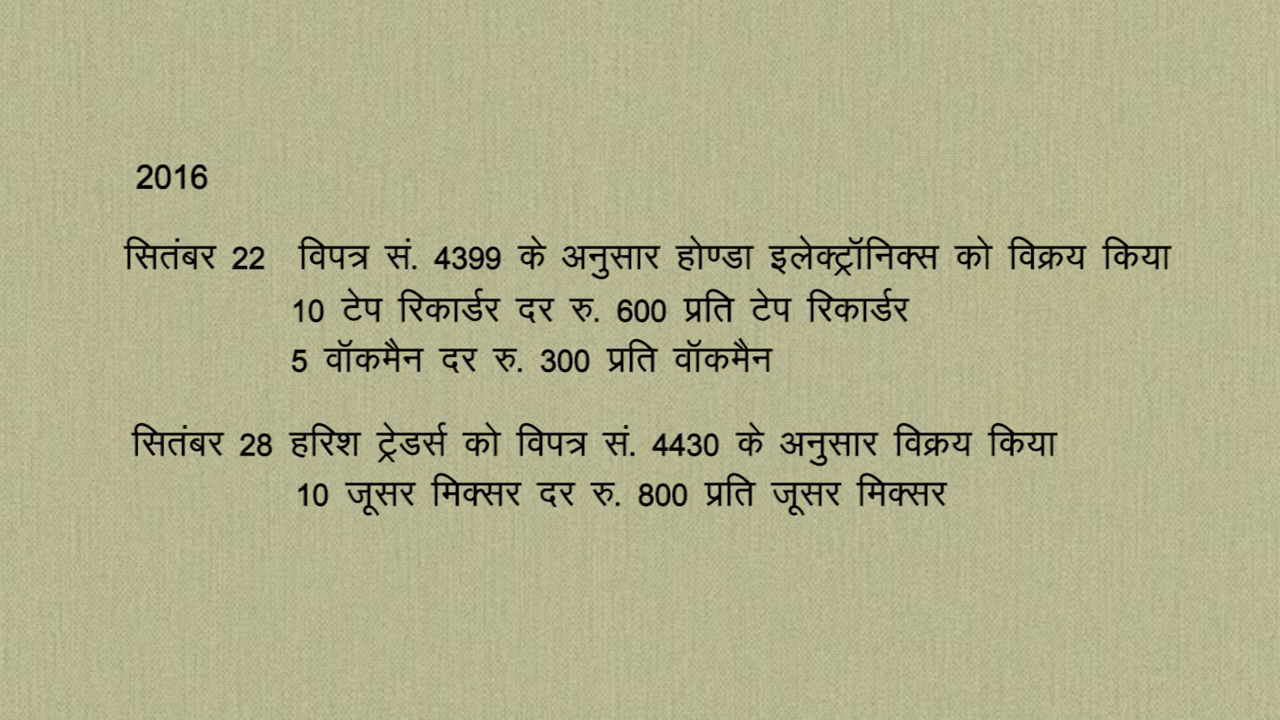 2016
सितंबर 22 विपत्र सं. 4399 के अनुसार होण्डा इलेक्ट्रॉनिक्स को विक्रय किया
10 टेप रिकार्डर दर रु. 600 प्रति टेप रिकार्डर
5 वॉकमैन दर रु. 300 प्रति वॉकमैन
सितंबर 28 हरिश ट्रेडर्स को विपत्र सं. 4430 के अनुसार विक्रय किया
10 जूसर मिक्सर दर रु. 800 प्रति जूसर मिक्सर